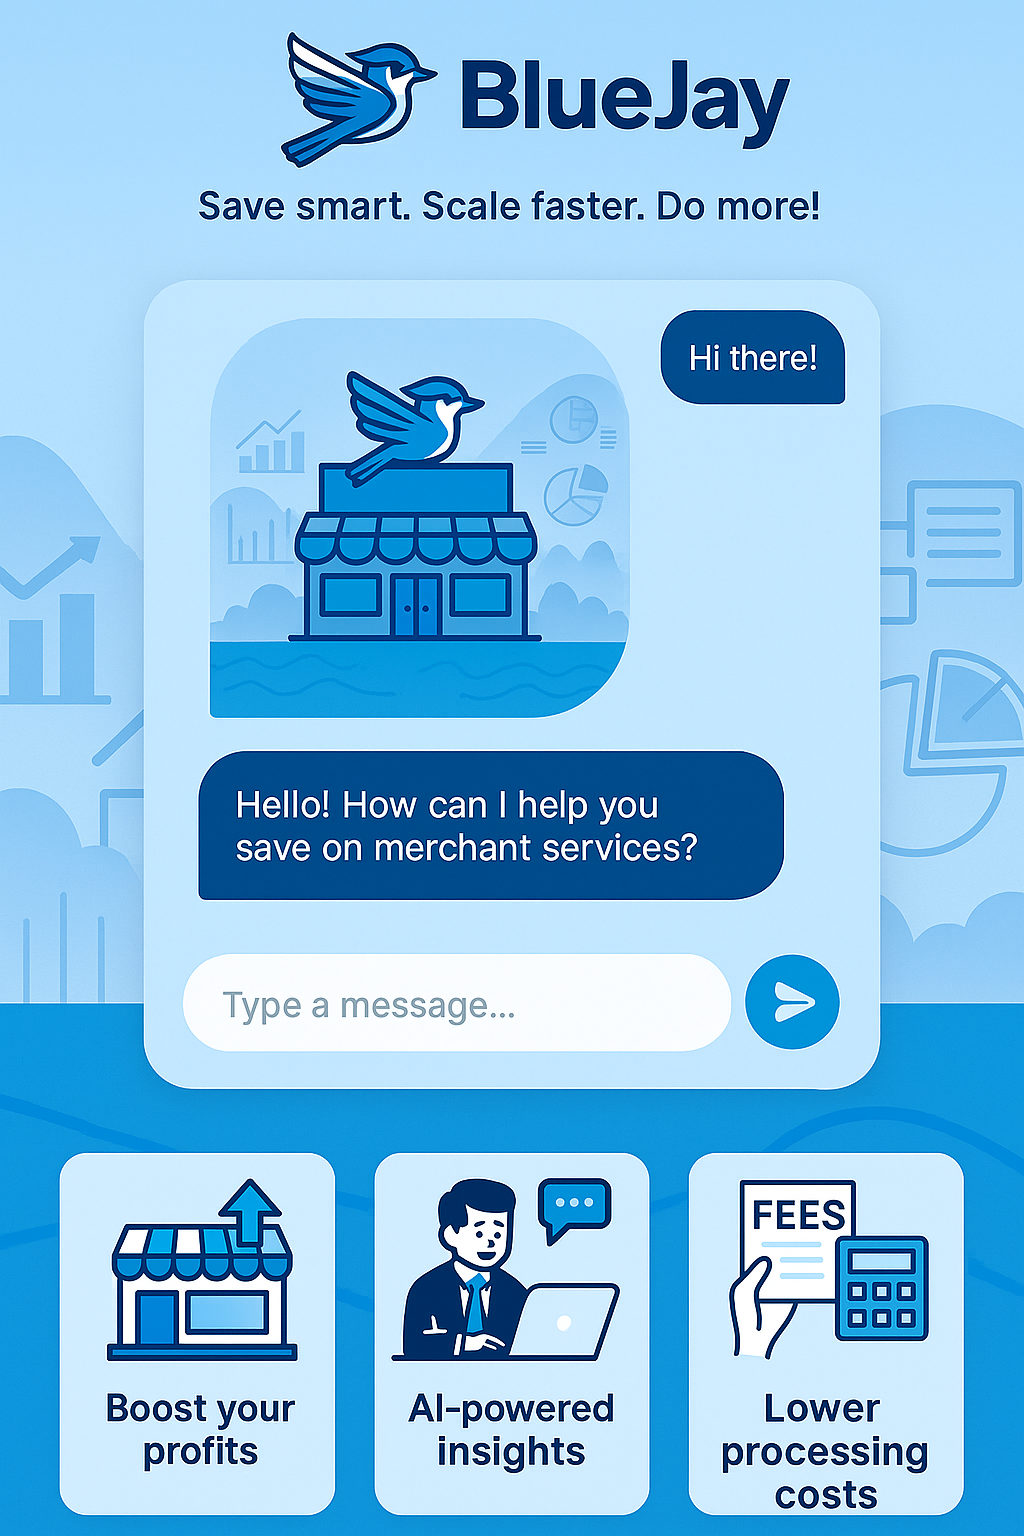 BlueJay
Save smart. Scale faster. Do more!
Hi there!
Hello! How can I help you
save on merchant services?
Type a message...
Boost your
profits
AI-powered
insights
FEES
Lower
processing
costs